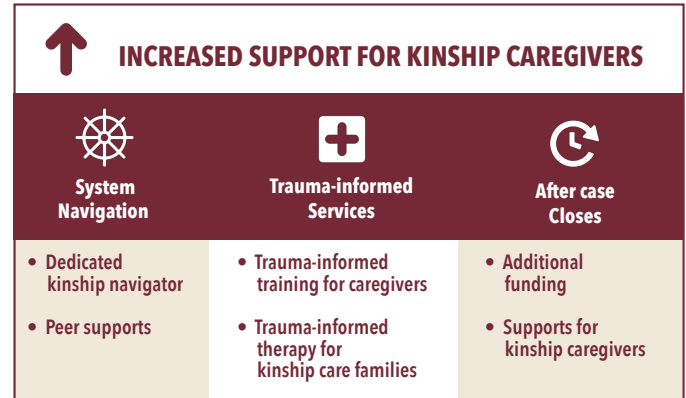 INCREASED SUPPORT FOR KINSHIP CAREGIVERS
System
Navigation
Trauma-informed
Services
After case
Closes
• Dedicated
kinship navigator
• Peer supports
• Trauma-informed
training for caregivers
• Trauma-informed
therapy for
kinship care families
• Additional
funding
• Supports for
kinship caregivers